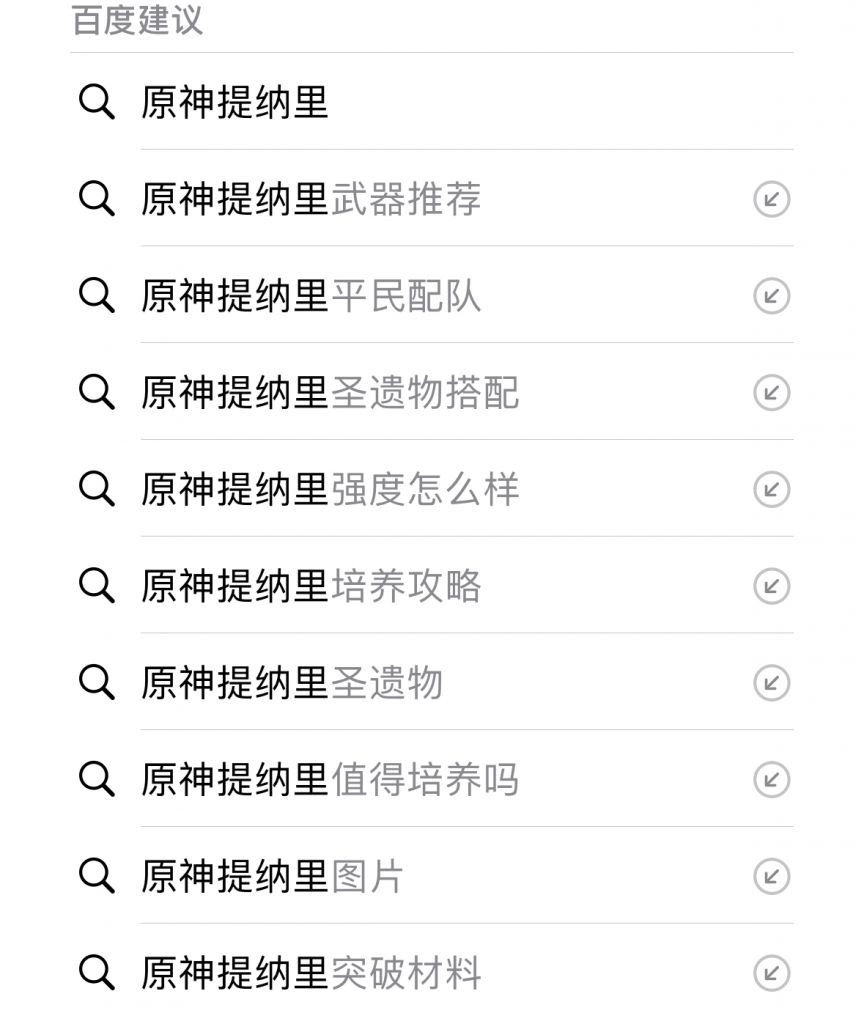 百度建议
原神提纳里
原神提纳里武器推荐
原神提纳里平民配队
原神提纳里圣遗物搭配
原神提纳里强度怎么样
原神提纳里培养攻略
原神提纳里圣遗物
原神提纳里值得培养吗
原神提纳里图片
原神提纳里突破材料